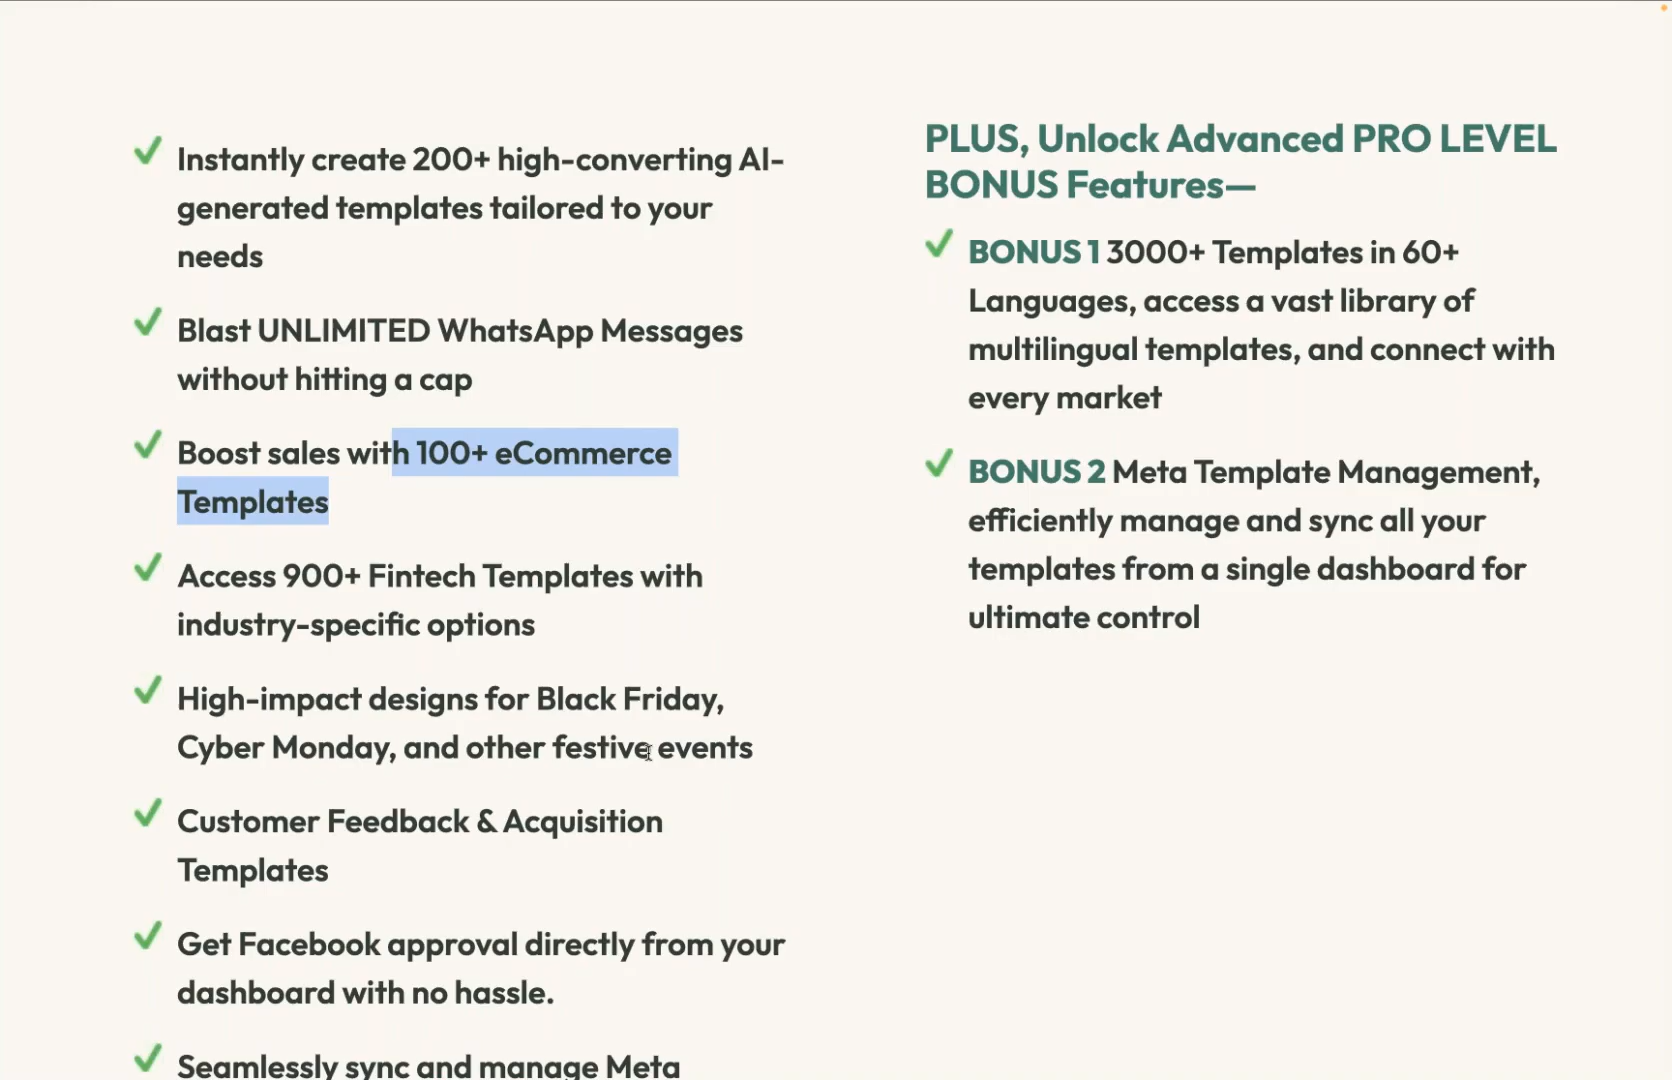 Instantly create 200+ high-converting AI-
generated templates tailored to your
needs
Blast UNLIMITED WhatsApp Messages
without hitting a cap
Boost sales with 100+ eCommerce
Templates
Access 900+ Fintech Templates with
industry-specific options
High-impact designs for Black Friday,
Cyber Monday, and other festive events
Customer Feedback & Acquisition
Templates
Get Facebook approval directly from your
dashboard with no hassle.
Seamlessly sync and manage Meta
PLUS, Unlock Advanced PRO LEVEL
BONUS Features—
BONUS 1 3000+ Templates in 60+
Languages, access a vast library of
multilingual templates, and connect with
every market
BONUS 2 Meta Template Management,
efficiently manage and sync all your
templates from a single dashboard for
ultimate control